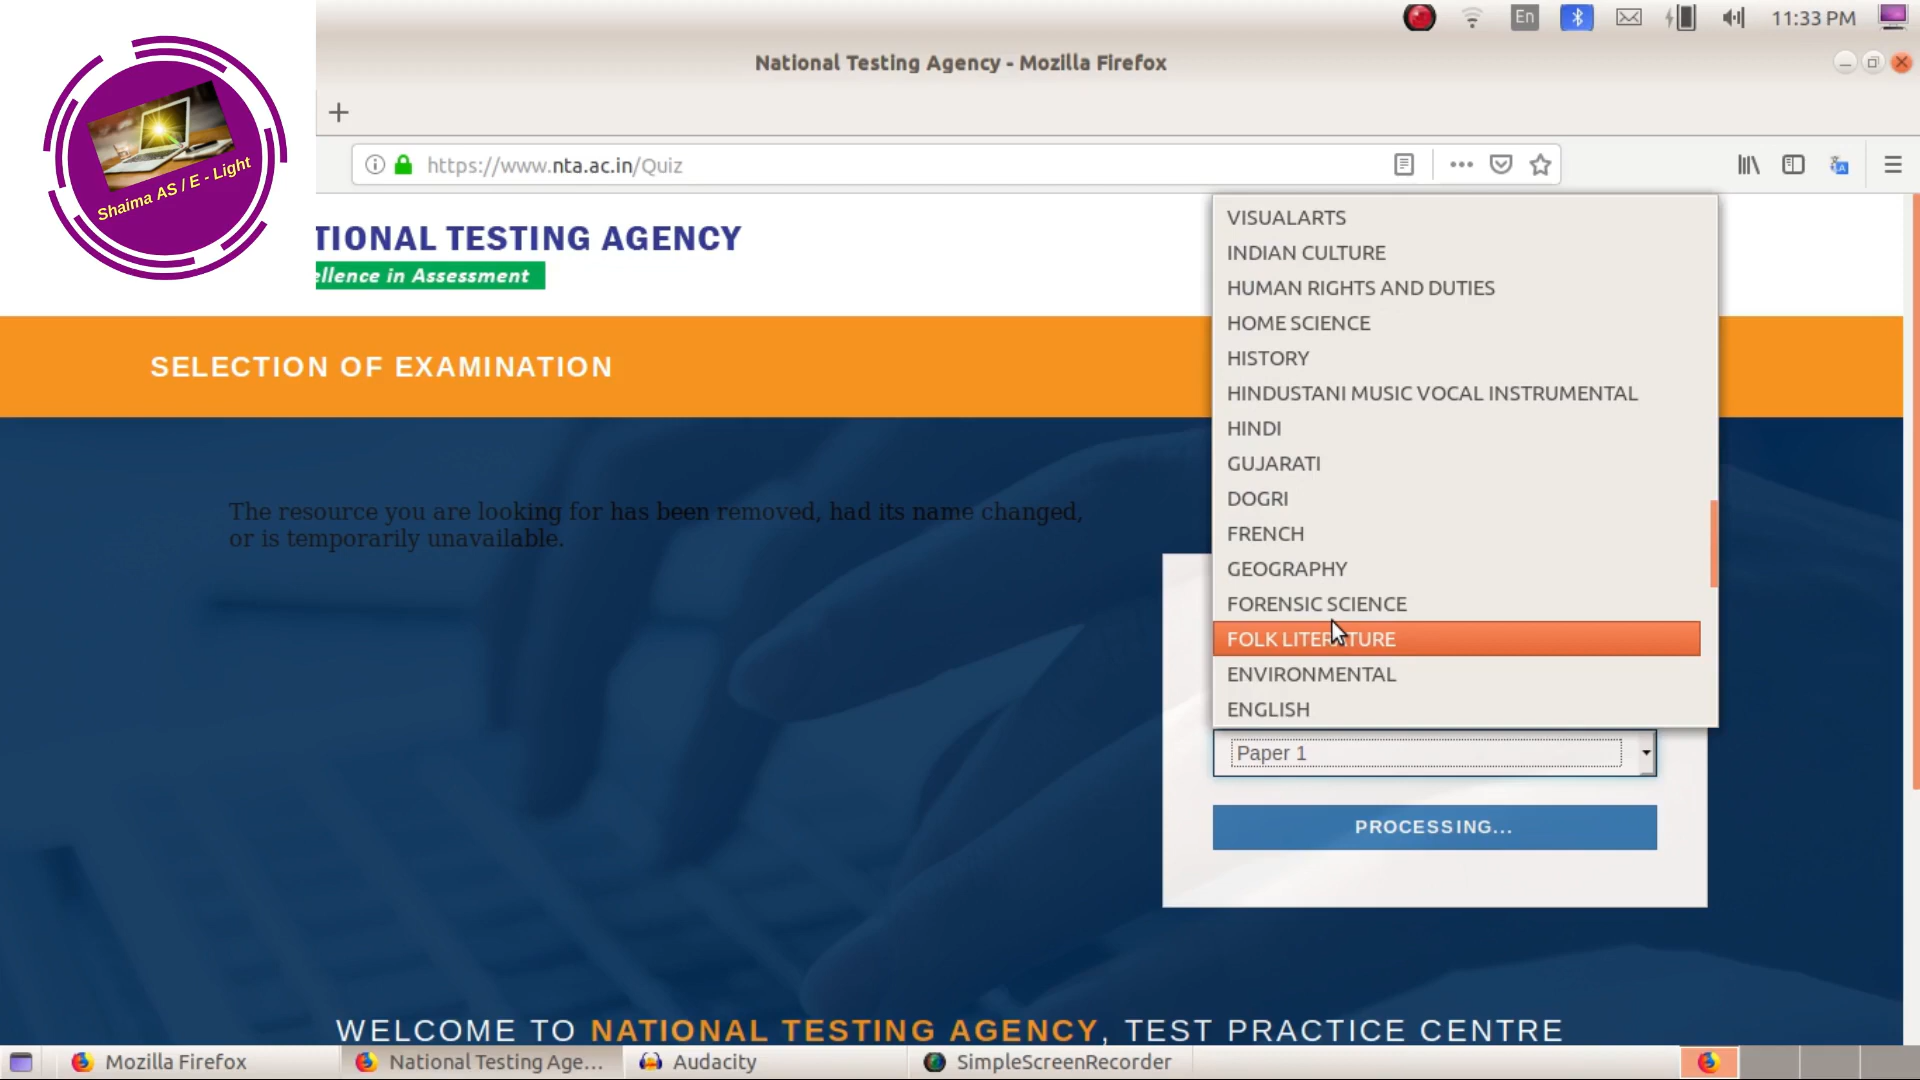 En
11:33 PM
National Testing Agency - Mozilla Firefox
Shaima AS / E - Light
https://www.nta.ac.in/Quiz
TIONAL TESTING AGENCY
ellence in Assessment
SELECTION OF EXAMINATION
VISUALARTS
INDIAN CULTURE
HUMAN RIGHTS AND DUTIES
HOME SCIENCE
HISTORY
HINDUSTANI MUSIC VOCAL INSTRUMENTAL
HINDI
GUJARATI
DOGRI
FRENCH
GEOGRAPHY
FORENSIC SCIENCE
FOLK LITERATURE
ENVIRONMENTAL
ENGLISH
The resource you are looking for has been removed, had its name changed,
or is temporarily unavailable.
Paper 1
PROCESSING...
WELCOME TO NATIONAL TESTING AGENCY, TEST PRACTICE CENTRE
Mozilla Firefox
National Testing Age...
Audacity
SimpleScreenRecorder